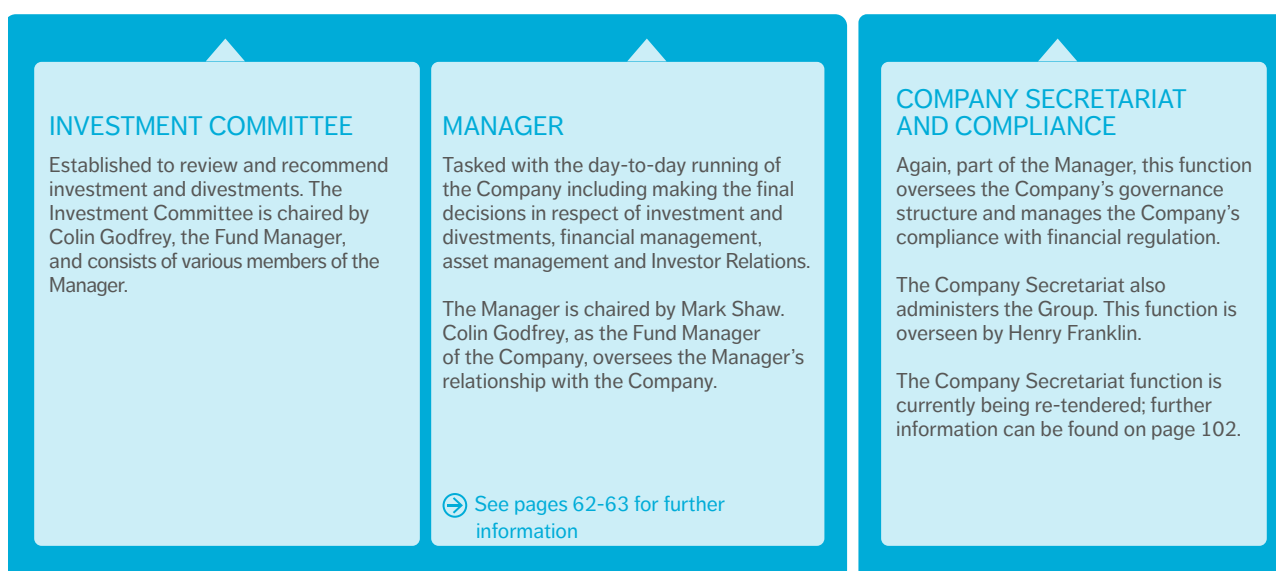 INVESTMENT COMMITTEE
Established to review and recommend
investment and divestments. The
Investment Committee is chaired by
Colin Godfrey, the Fund Manager,
and consists of various members of the
Manager.
MANAGER
Tasked with the day-to-day running of
the Company including making the final
decisions in respect of investment and
divestments, financial management,
asset management and Investor Relations.
The Manager is chaired by Mark Shaw.
Colin Godfrey, as the Fund Manager
of the Company, oversees the Manager’s
relationship with the Company.
See pages 62-63 for further
information
COMPANY SECRETARIAT
AND COMPLIANCE
Again, part of the Manager, this function
oversees the Company’s governance
structure and manages the Company’s
compliance with financial regulation.
The Company Secretariat also
administers the Group. This function is
overseen by Henry Franklin.
The Company Secretariat function is
currently being re-tendered; further
information can be found on page 102.